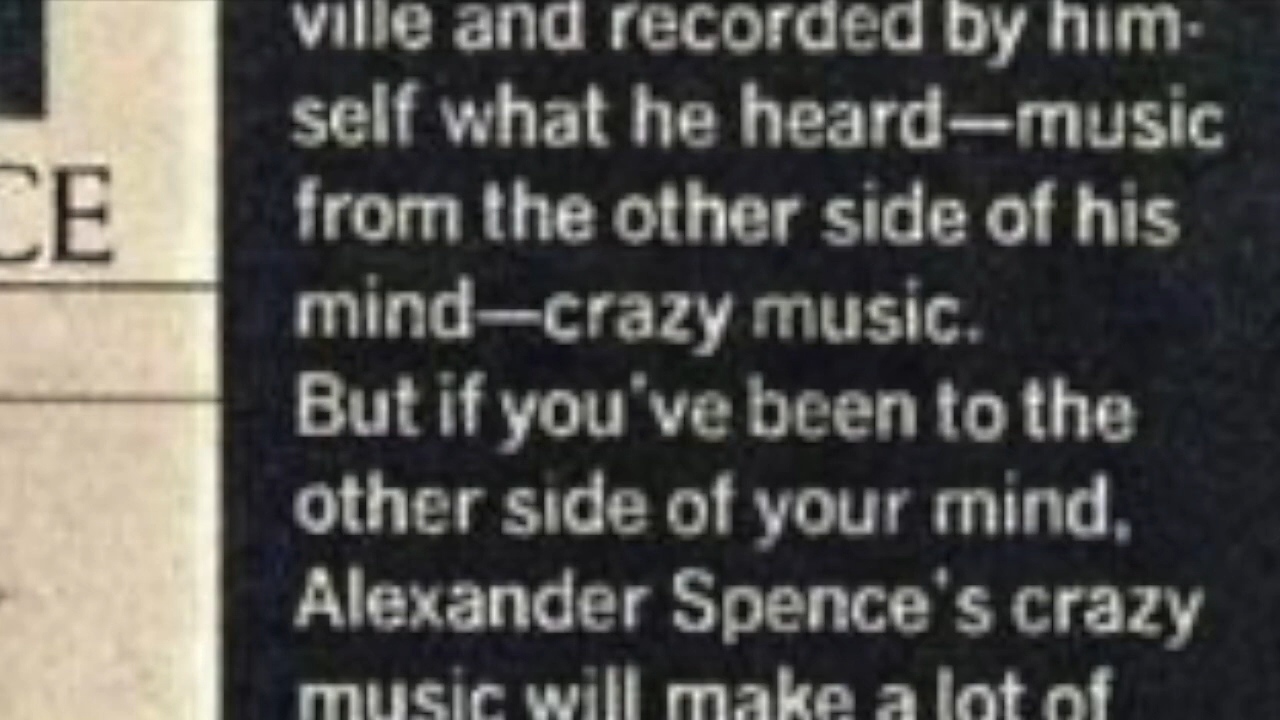 ville and recorded by him-
self what he heard—music
from the other side of his
mind—crazy music.
But if you've been to the
other side of your mind,
Alexander Spence's crazy
music will make a lot of
CE